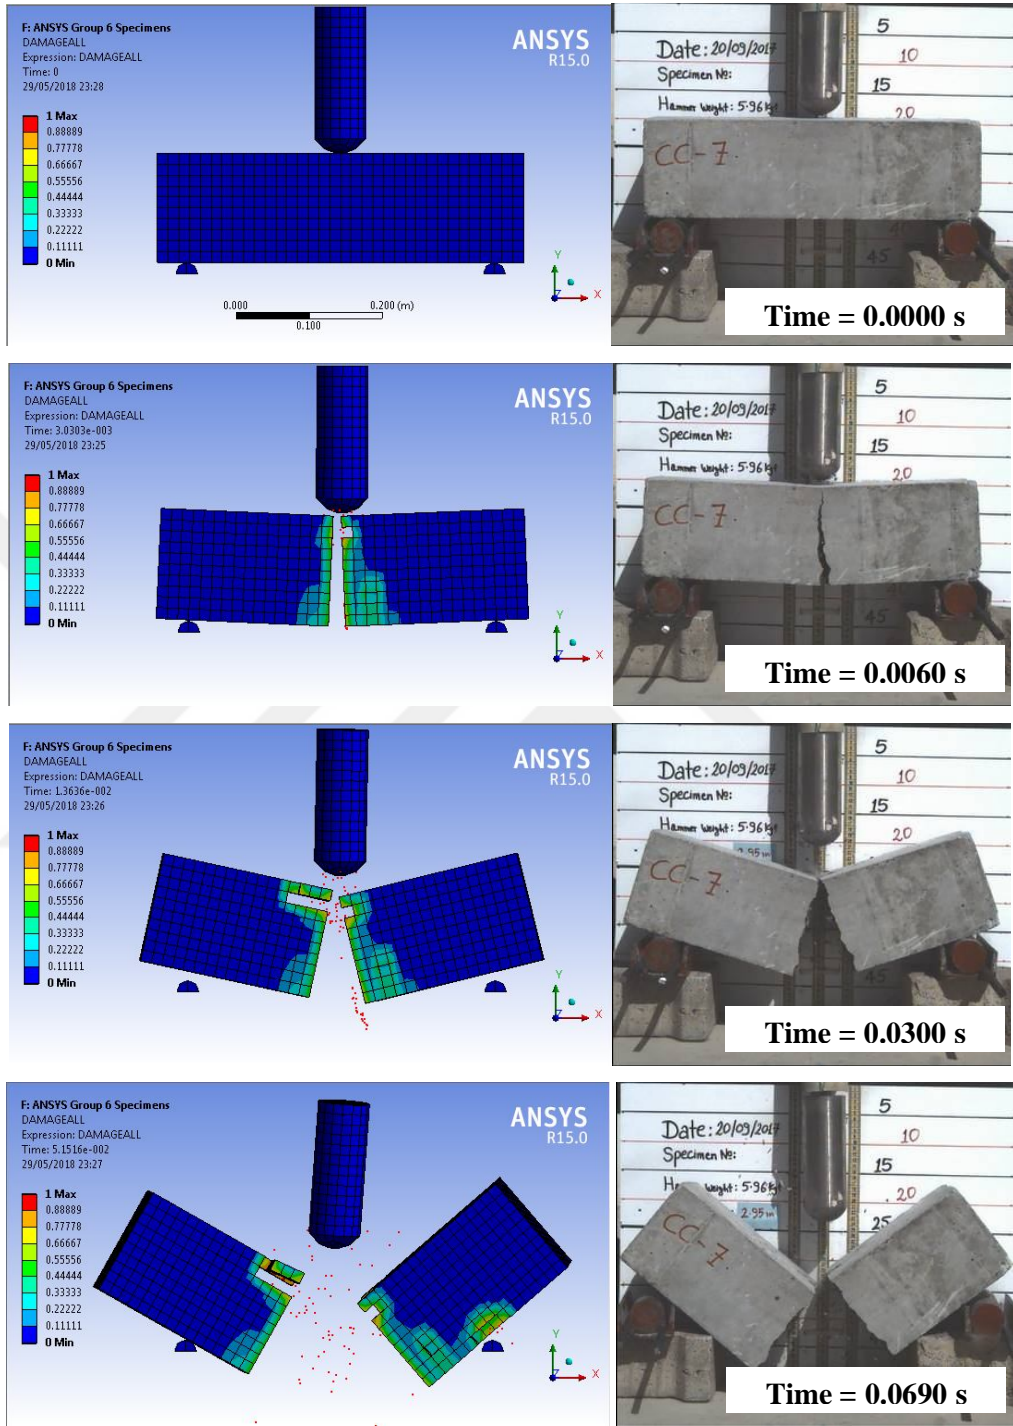 F: ANSYS Group 6 Specimens
DAMAGEALL
Expression: DAMAGEALL
Time: 0
29/05/2018 23:28
ANSYS
R15.0
1 Max
0.88889
0.77778
0.66667
0.55556
0.44444
0.33333
0.22222
0.11111
0 Min
0.000
0.200 (m)
0.100
Y
X
Z
Date: 20/09/2017
Specimen No:
Hammer Weight: 5.96 kgf
5
10
15
20
CC-7
45
Time = 0.0000 s
F: ANSYS Group 6 Specimens
DAMAGEALL
Expression: DAMAGEALL
Time: 3.0303e-003
29/05/2018 23:25
ANSYS
R15.0
1 Max
0.88889
0.77778
0.66667
0.55556
0.44444
0.33333
0.22222
0.11111
0 Min
Y
X
Z
Date: 20/09/2017
Specimen No:
Hammer Weight: 5.96 kgf
5
10
15
20
CC-7
45
Time = 0.0060 s
F: ANSYS Group 6 Specimens
DAMAGEALL
Expression: DAMAGEALL
Time: 1.3636e-002
29/05/2018 23:26
ANSYS
R15.0
1 Max
0.88889
0.77778
0.66667
0.55556
0.44444
0.33333
0.22222
0.11111
0 Min
Y
X
Z
Date: 20/09/2017
Specimen No:
Hammer Weight: 5.96 kgf
2.95 m
5
10
15
20
CC-7.
45
Time = 0.0300 s
F: ANSYS Group 6 Specimens
DAMAGEALL
Expression: DAMAGEALL
Time: 5.1516e-002
29/05/2018 23:27
ANSYS
R15.0
1 Max
0.88889
0.77778
0.66667
0.55556
0.44444
0.33333
0.22222
0.11111
0 Min
Y
X
Z
Date: 20/09/2017
Specimen No:
Weight: 5.96 kgf
2.95 m
5
10
15
20
25
CC-7
Time = 0.0690 s